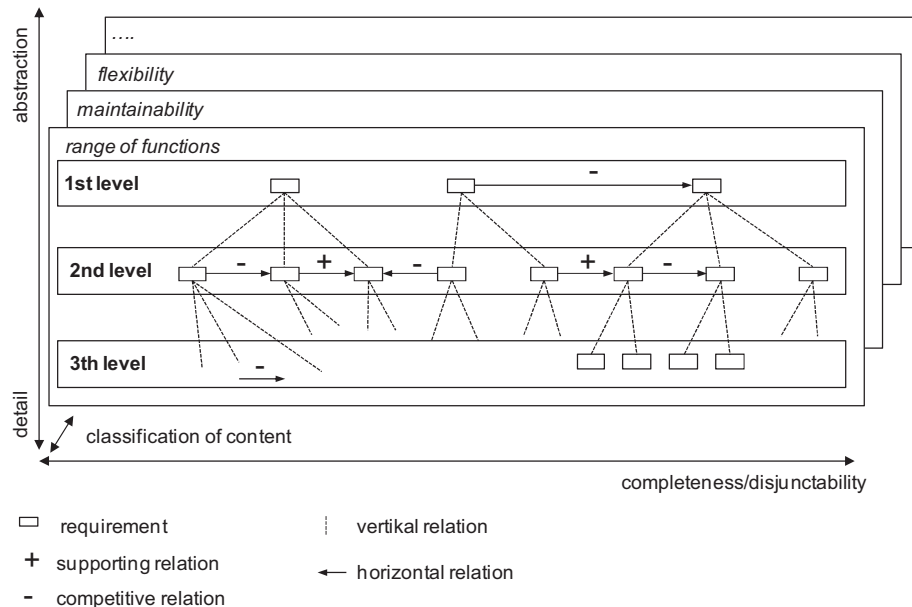 abstraction
detail
....
flexibility
maintainability
range of functions
1st level
-
2nd level
- + - + -
3th level
-
classification of content
completeness/disjunctability
requirement
vertikal relation
+ supporting relation
horizontal relation
- competitive relation